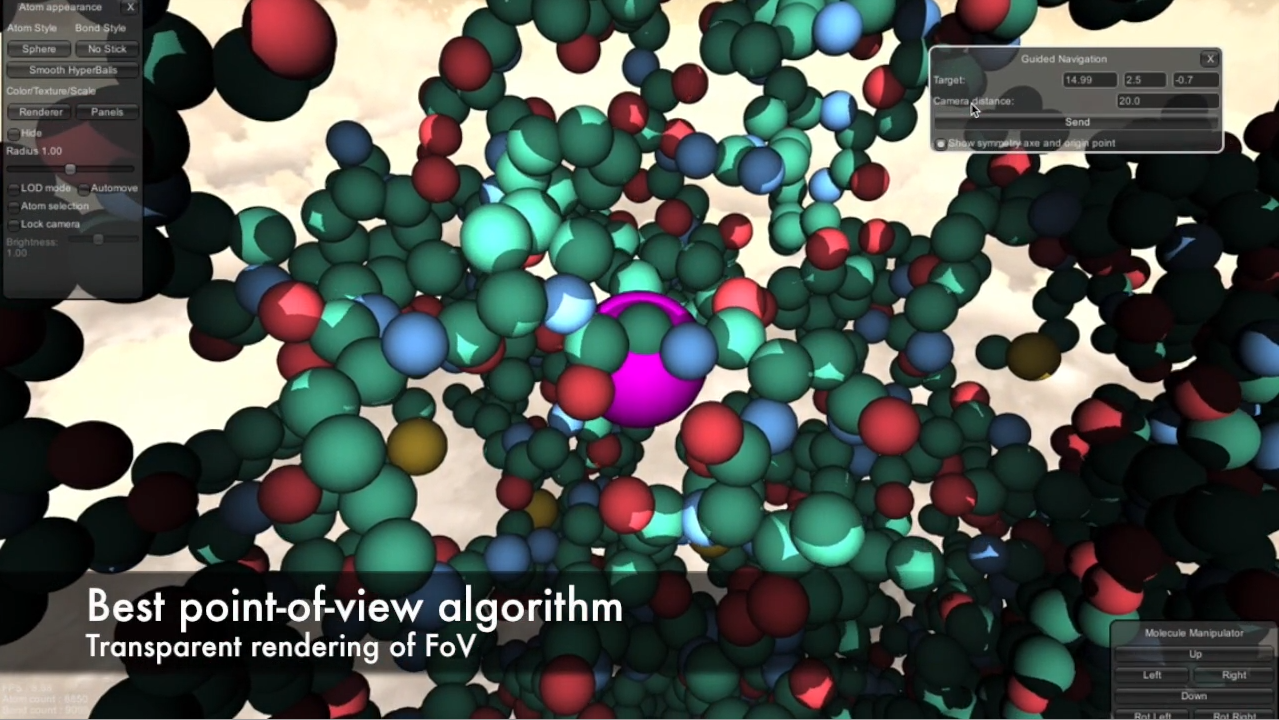 Atom appearance X
Atom Style Bond Style
Sphere No Stick
Smooth HyperBalls
Color/Texture/Scale
Renderer Panels
Hide
Radius 1.00
LOD mode Automove
Atom selection
Lock camera
Brightness:
1.00
Guided Navigation X
Target: 14.99 2.5 -0.7
Camera distance: 20.0
Send
Show symmetry axe and origin point
Best point-of-view algorithm
Transparent rendering of FoV
Molecule Manipulator
Up
Left Right
Down
Rot Left Rot Right
Atom count : 6650
Bond count :